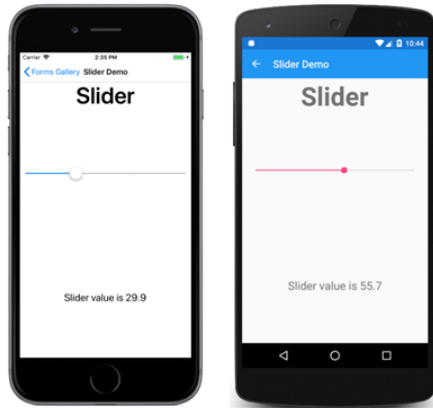 Carrier 2:35 PM
Forms Gallery Slider Demo
Slider
Slider value is 29.9
10:44
Slider Demo
Slider
Slider value is 55.7